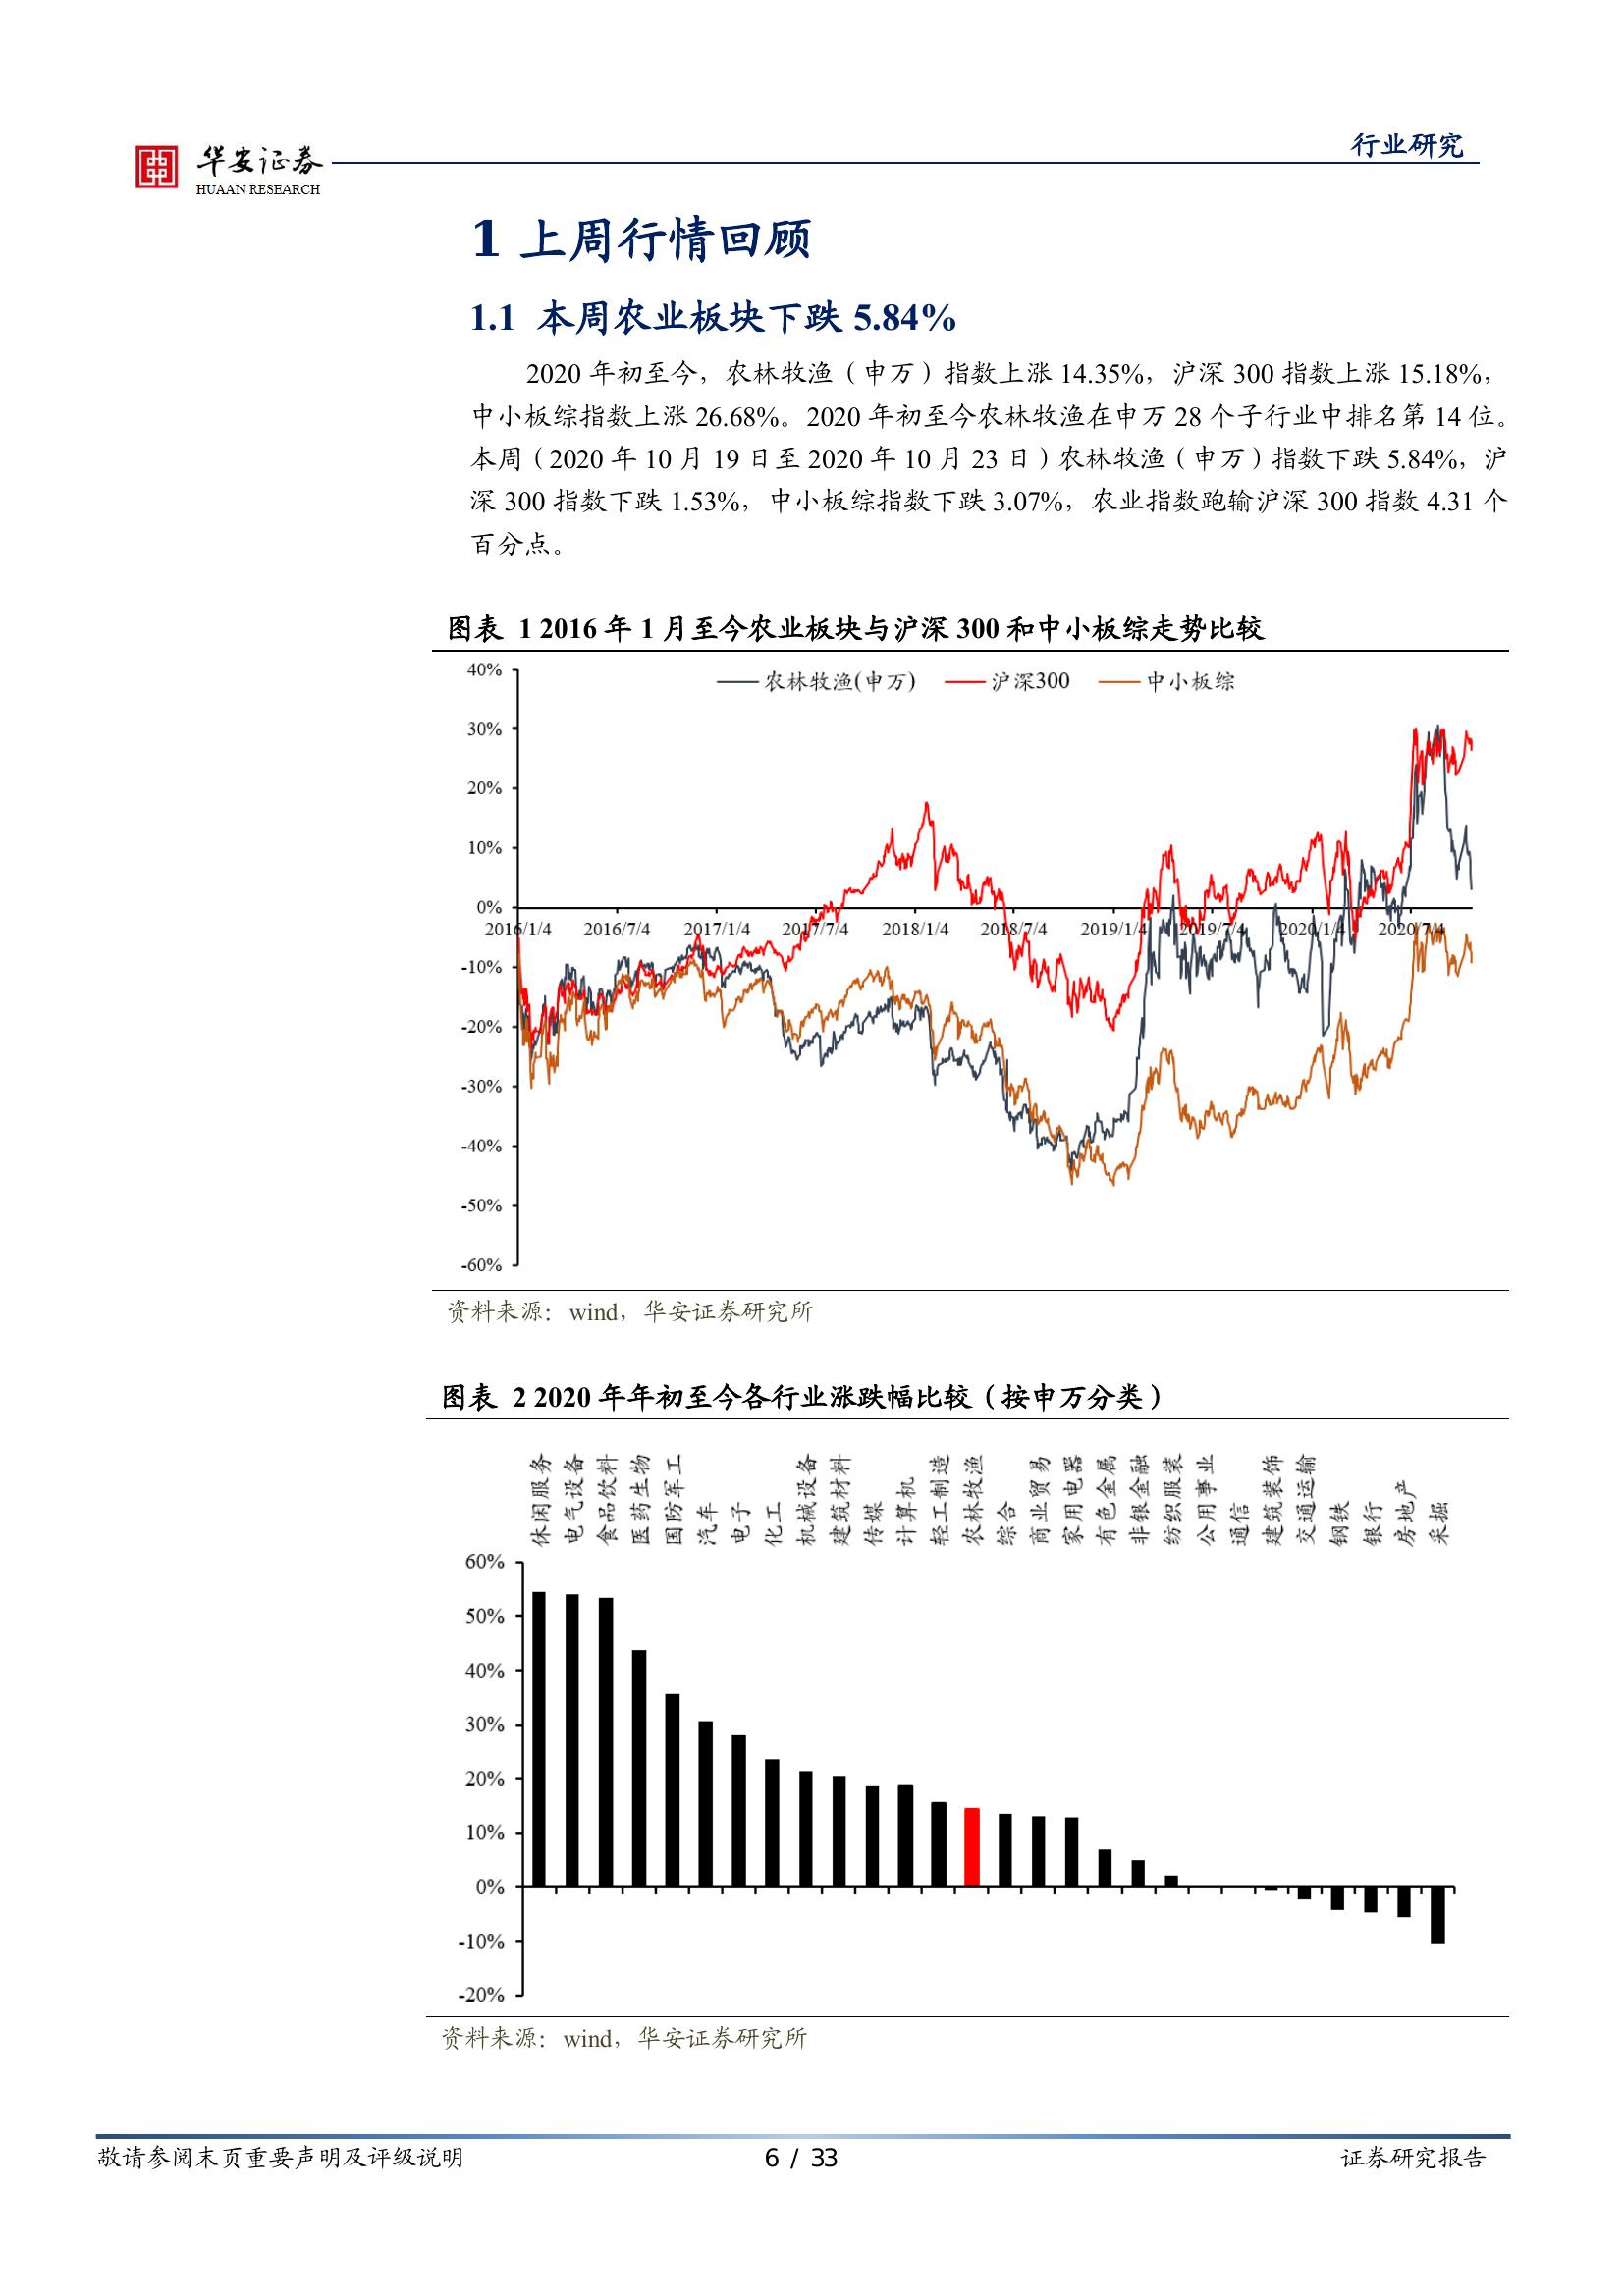 行业研究
华安证券
HUAAN RESEARCH
1 上周行情回顾
1.1 本周农业板块下跌 5.84%
2020 年初至今，农林牧渔（申万）指数上涨 14.35%，沪深 300 指数上涨 15.18%，
中小板综指数上涨 26.68%。2020 年初至今农林牧渔在申万 28 个子行业中排名第 14 位。
本周（2020 年 10 月 19 日至 2020 年 10 月 23 日）农林牧渔（申万）指数下跌 5.84%，沪
深 300 指数下跌 1.53%，中小板综指数下跌 3.07%，农业指数跑输沪深 300 指数 4.31 个
百分点。
图表 1 2016 年 1 月至今农业板块与沪深 300 和中小板综走势比较
农林牧渔(申万) 沪深300 中小板综
40%
30%
20%
10%
0%
-10%
-20%
-30%
-40%
-50%
-60%
2016/1/4 2016/7/4 2017/1/4 2017/7/4 2018/1/4 2018/7/4 2019/1/4 2019/7/4 2020/1/4 2020/7/4
资料来源：wind，华安证券研究所
图表 2 2020 年年初至今各行业涨跌幅比较（按申万分类）
休闲服务 电气设备 食品饮料 医药生物 国防军工 汽车 电子 化工 机械设备 建筑材料 传媒 计算机 轻工制造 农林牧渔 综合 商业贸易 家用电器 有色金属 非银金融 纺织服装 公用事业 通信 建筑装饰 交通运输 钢铁 银行 房地产 采掘
60%
50%
40%
30%
20%
10%
0%
-10%
-20%
资料来源：wind，华安证券研究所
敬请参阅末页重要声明及评级说明 6 / 33 证券研究报告